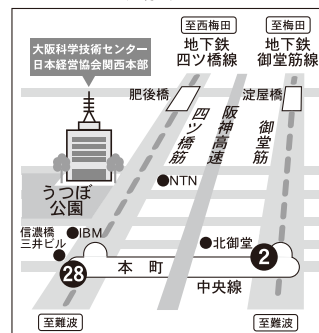 至西梅田
至梅田
大阪科学技術センター
日本経営協会関西本部
地下鉄
四ツ橋線
地下鉄
御堂筋線
肥後橋
淀屋橋
四ツ橋筋
阪神高速
御堂筋
うつぼ
公園
NTN
信濃橋
三井ビル
IBM
北御堂
2
28
本町
中央線
至難波
至難波